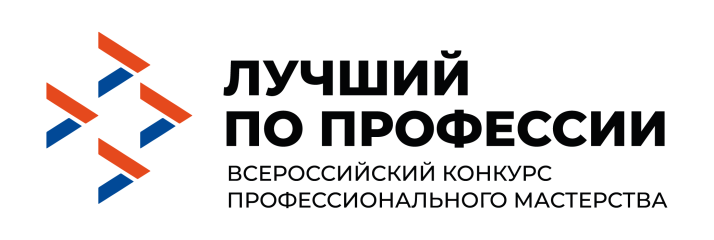 ЛУЧШИЙ
ПО ПРОФЕССИИ
ВСЕРОССИЙСКИЙ КОНКУРС
ПРОФЕССИОНАЛЬНОГО МАСТЕРСТВА